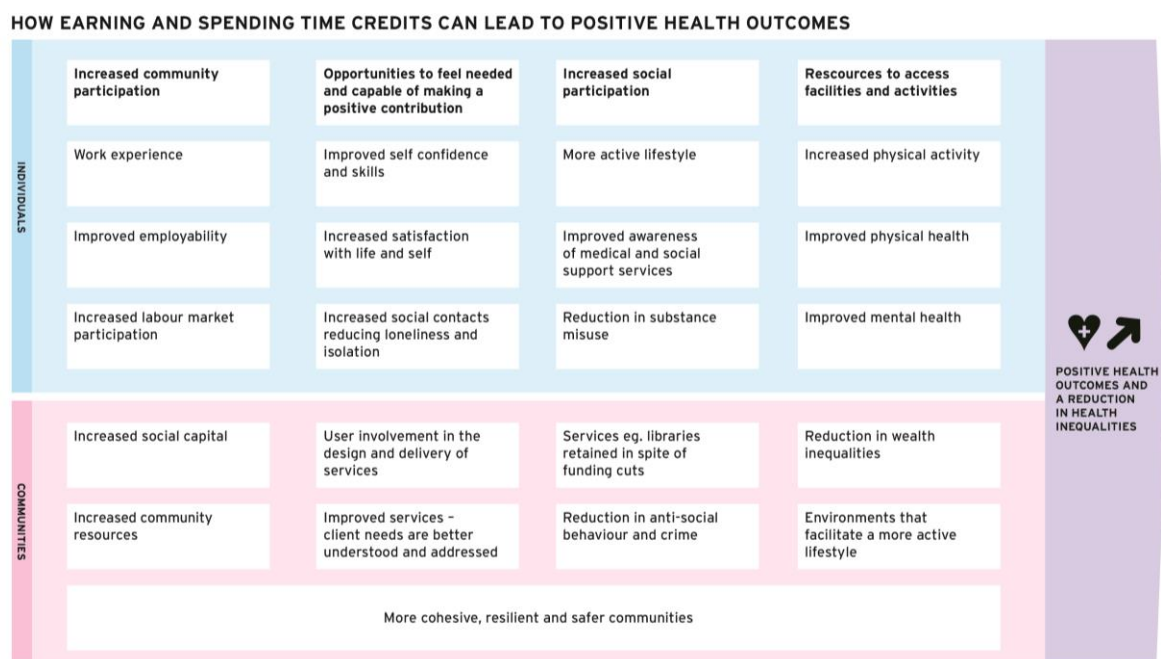 HOW EARNING AND SPENDING TIME CREDITS CAN LEAD TO POSITIVE HEALTH OUTCOMES
INDIVIDUALS
Increased community
participation
Opportunities to feel needed
and capable of making a
positive contribution
Increased social
participation
Rescources to access
facilities and activities
Work experience
Improved self confidence
and skills
More active lifestyle
Increased physical activity
Improved employability
Increased satisfaction
with life and self
Improved awareness
of medical and social
support services
Improved physical health
Increased labour market
participation
Increased social contacts
reducing loneliness and
isolation
Reduction in substance
misuse
Improved mental health
COMMUNITIES
Increased social capital
User involvement in the
design and delivery of
services
Services eg. libraries
retained in spite of
funding cuts
Reduction in wealth
inequalities
Increased community
resources
Improved services –
client needs are better
understood and addressed
Reduction in anti-social
behaviour and crime
Environments that
facilitate a more active
lifestyle
More cohesive, resilient and safer communities
POSITIVE HEALTH
OUTCOMES AND
A REDUCTION
IN HEALTH
INEQUALITIES